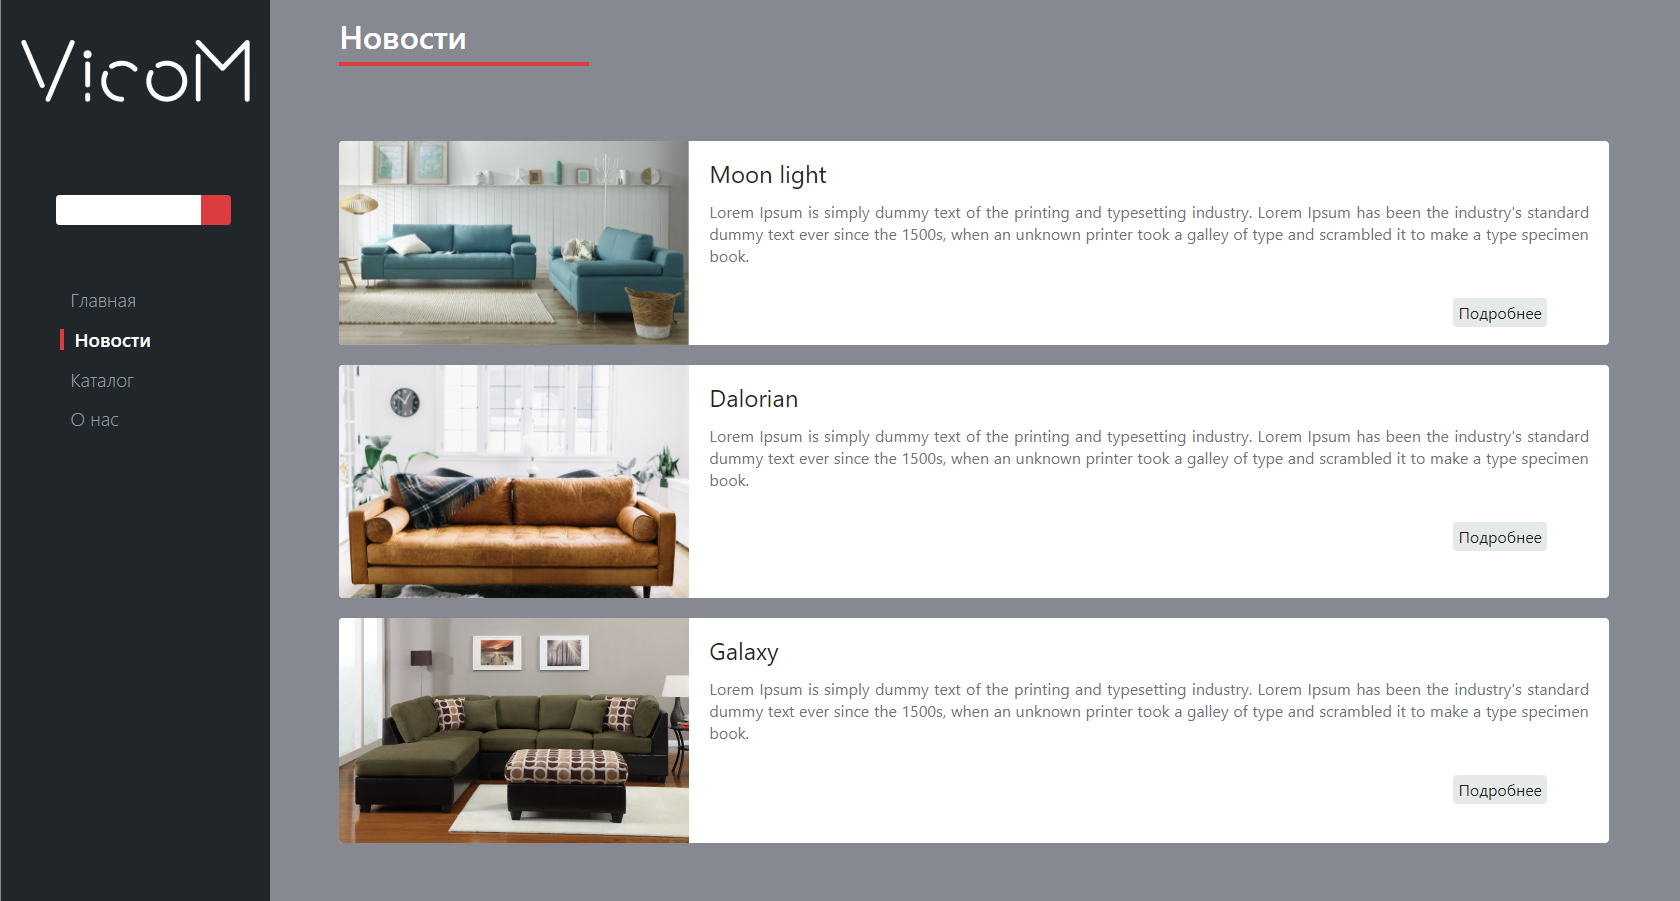 VicoM
Главная
Новости
Каталог
О нас
Новости
Moon light
Lorem Ipsum is simply dummy text of the printing and typesetting industry. Lorem Ipsum has been the industry's standard
dummy text ever since the 1500s, when an unknown printer took a galley of type and scrambled it to make a type specimen
book.
Подробнее
Dalorian
Lorem Ipsum is simply dummy text of the printing and typesetting industry. Lorem Ipsum has been the industry's standard
dummy text ever since the 1500s, when an unknown printer took a galley of type and scrambled it to make a type specimen
book.
Подробнее
Galaxy
Lorem Ipsum is simply dummy text of the printing and typesetting industry. Lorem Ipsum has been the industry's standard
dummy text ever since the 1500s, when an unknown printer took a galley of type and scrambled it to make a type specimen
book.
Подробнее